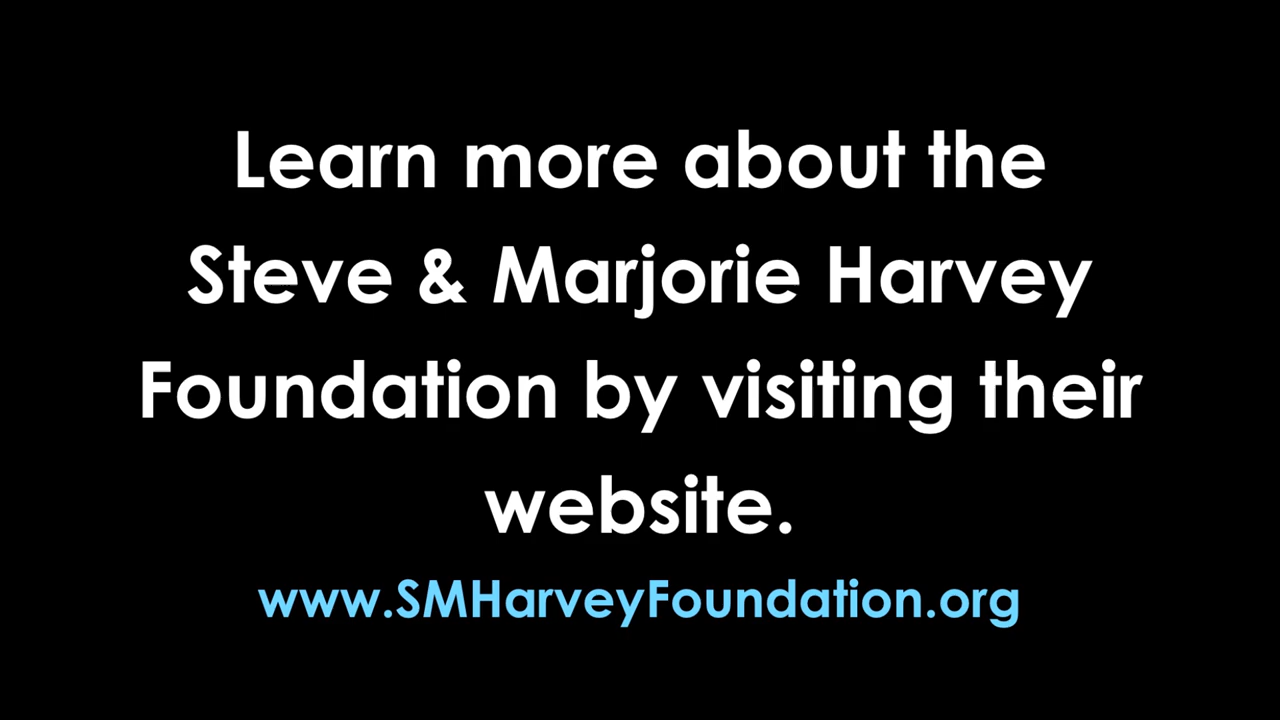 Learn more about the
Steve & Marjorie Harvey
Foundation by visiting their
website.
www.SMHarveyFoundation.org